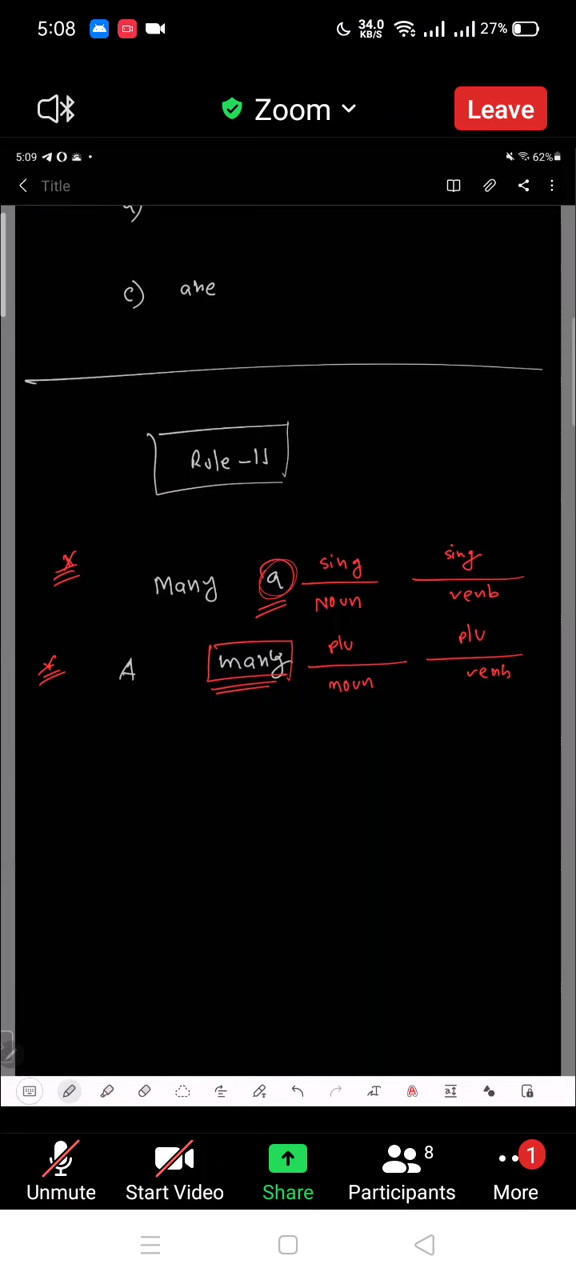 5:08 34.0 KB/S 27%
Zoom Leave
5:09 62%
Title
c) are
Rule-11
Many a sing Noun sing verb
A many plu noun plu verb
Unmute Start Video Share Participants 8 More 1